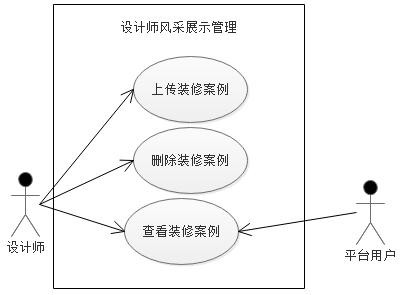 设计师风采展示管理
上传装修案例
删除装修案例
查看装修案例
设计师
平台用户